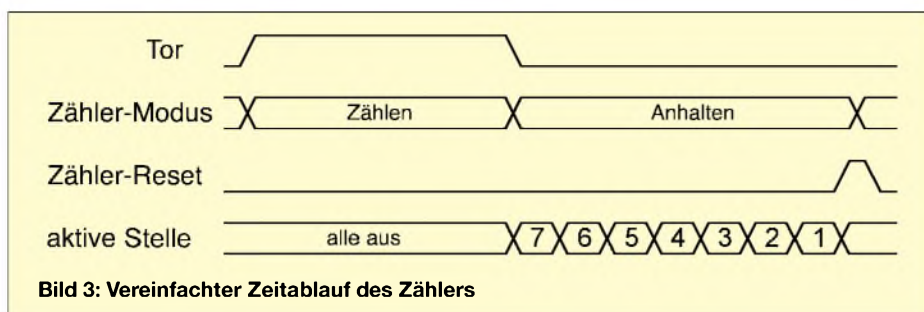 Tor
Zähler-Modus Zählen Anhalten
Zähler-Reset
aktive Stelle alle aus 7 6 5 4 3 2 1
Bild 3: Vereinfachter Zeitablauf des Zählers